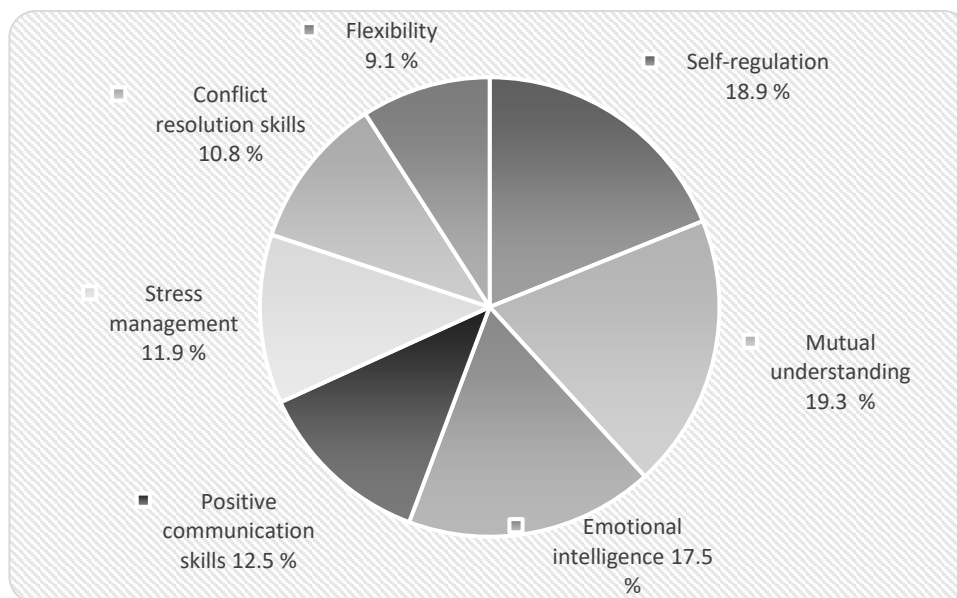 Flexibility
9.1 %
Self-regulation
18.9 %
Conflict
resolution skills
10.8 %
Stress
management
11.9 %
Mutual
understanding
19.3  %
Positive
communication
skills 12.5 %
Emotional
intelligence 17.5
%